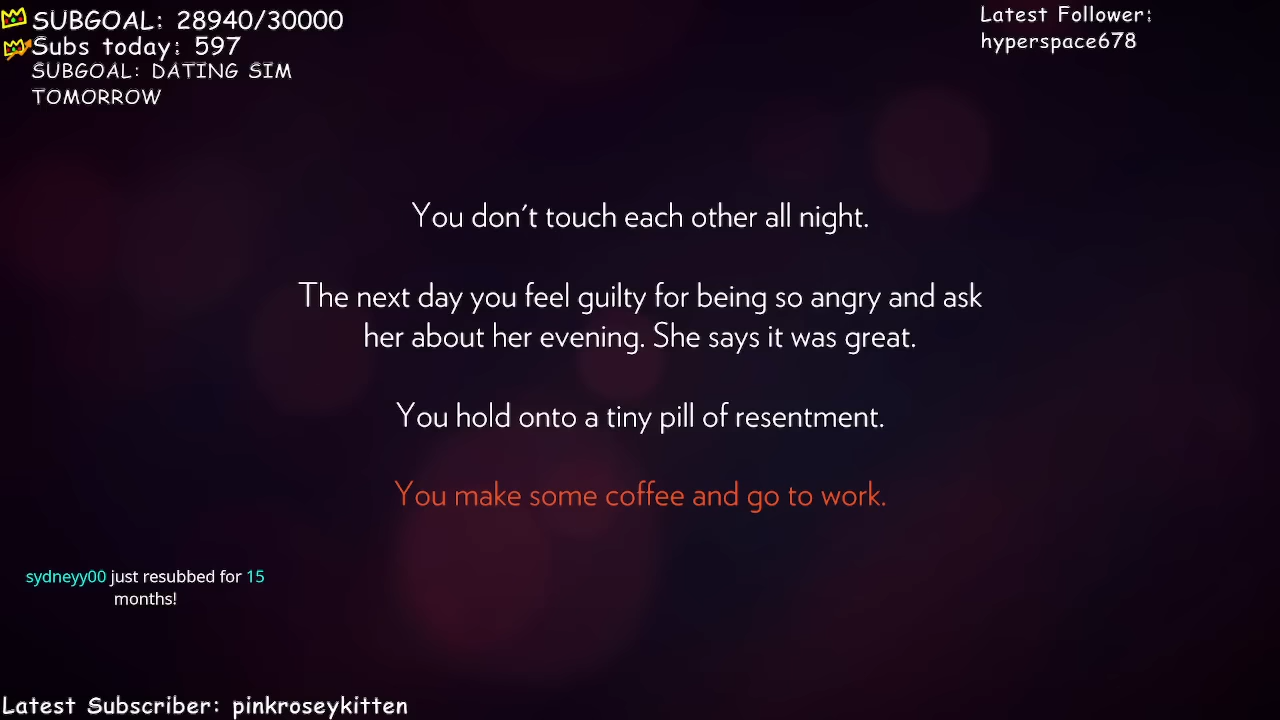 SUBGOAL: 28940/30000
Subs today: 597
SUBGOAL: DATING SIM
TOMORROW
Latest Follower:
hyperspace678
You don't touch each other all night.
The next day you feel guilty for being so angry and ask
her about her evening. She says it was great.
You hold onto a tiny pill of resentment.
You make some coffee and go to work.
sydneyy00 just resubbed for 15
months!
Latest Subscriber: pinkroseykitten